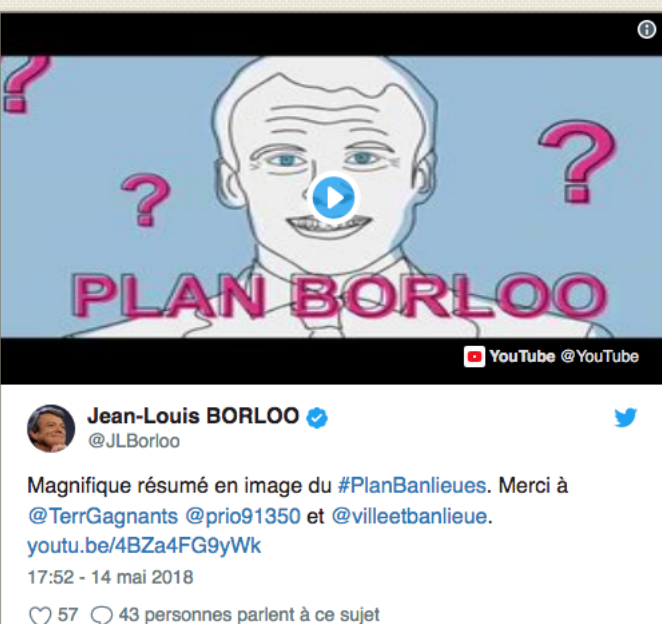 ?
?
?
PLAN BORLOO
YouTube @YouTube
Jean-Louis BORLOO
@JLBorloo
Magnifique résumé en image du #PlanBanlieues. Merci à
@TerrGagnants @prio91350 et @villeetbanlieue.
youtu.be/4BZa4FG9yWk
17:52 - 14 mai 2018
57 43 personnes parlent à ce sujet